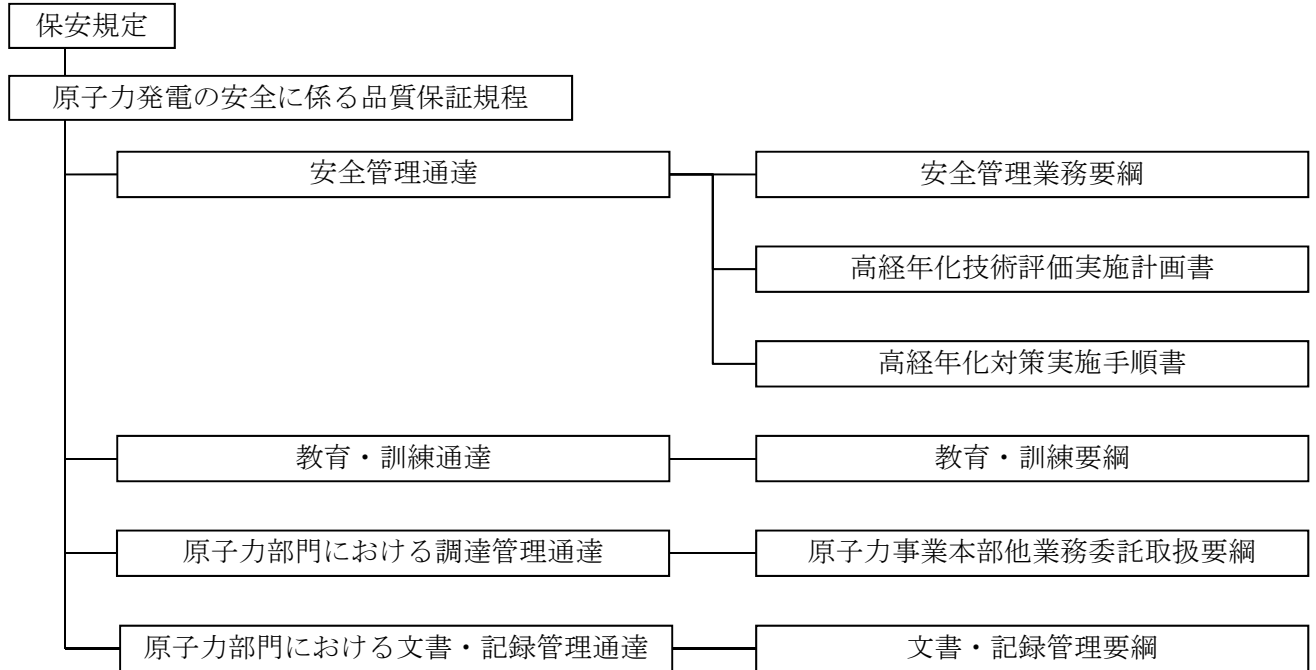 保安規定
原子力発電の安全に係る品質保証規程
安全管理通達
安全管理業務要綱
高経年化技術評価実施計画書
高経年化対策実施手順書
教育・訓練通達
教育・訓練要綱
原子力部門における調達管理通達
原子力事業本部他業務委託取扱要綱
原子力部門における文書・記録管理通達
文書・記録管理要綱